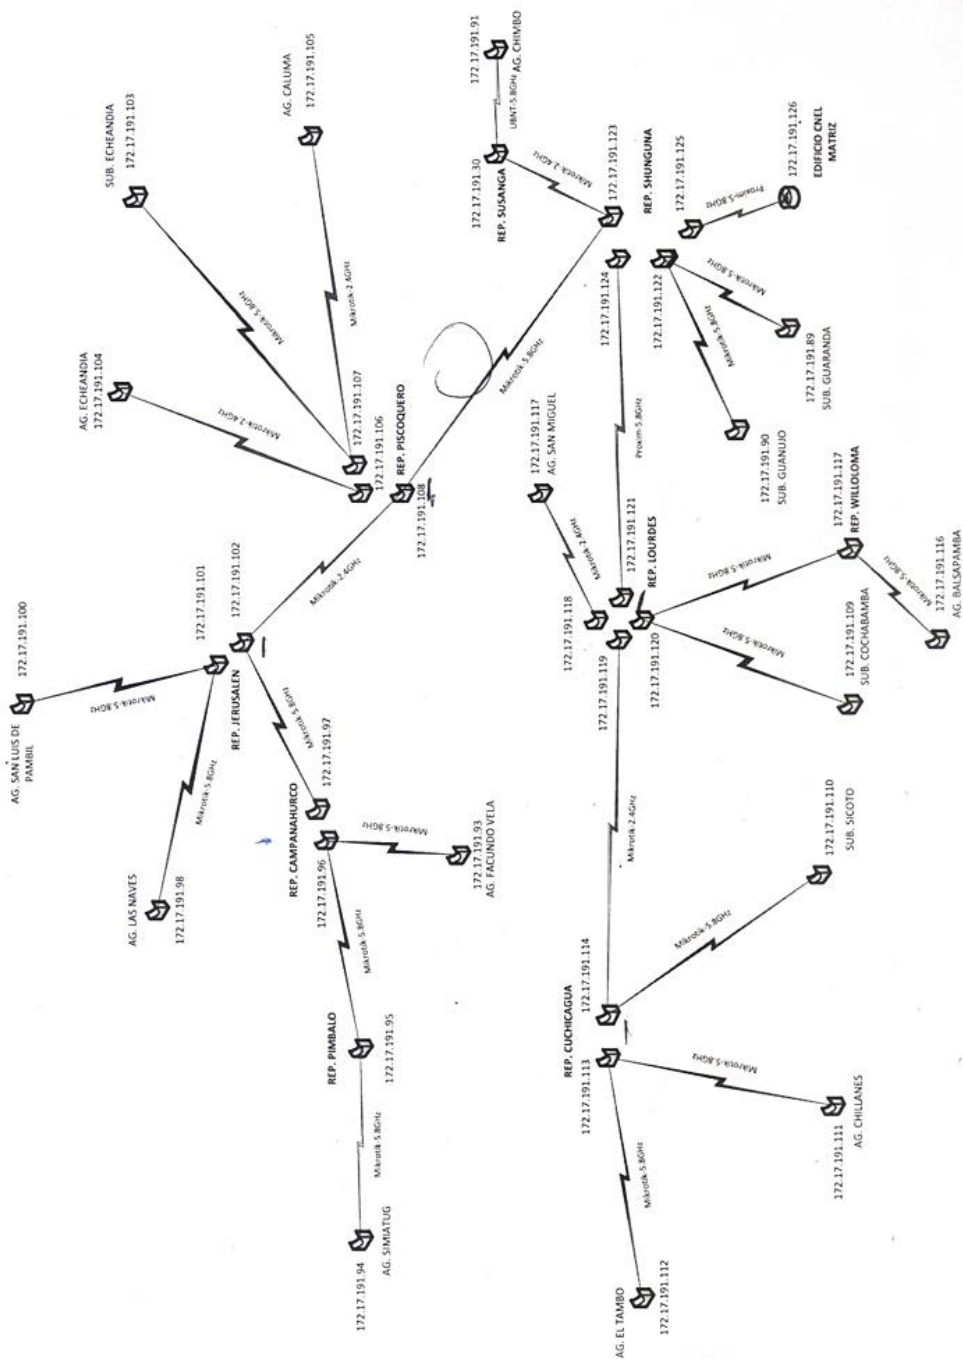 AG. SAN LUIS DE
PAMBIL
172.17.191.100
Mikrotik-5.8GHz
AG. LAS NAVES
172.17.191.98
Mikrotik-5.8GHz
172.17.191.101
172.17.191.102
REP. JERUSALEN
Mikrotik-2.4GHz
Mikrotik-5.8GHz
172.17.191.97
REP. CAMPANAHURCO
172.17.191.96
Mikrotik-5.8GHz
172.17.191.93
AG. FACUNDO VELA
Mikrotik-5.8GHz
REP. PIMBALO
172.17.191.95
Mikrotik-5.8GHz
172.17.191.94
AG. SIMIATUG
AG. ECHEANDIA
172.17.191.104
Mikrotik-2.4GHz
SUB. ECHEANDIA
172.17.191.103
Mikrotik-5.8GHz
AG. CALUMA
172.17.191.105
Mikrotik-2.4GHz
172.17.191.107
172.17.191.106
REP. PISCOQUERO
172.17.191.108
Mikrotik-5.8GHz
172.17.191.91
AG. CHIMBO
UBNT-5.8GHz
172.17.191.30
REP. SUSANGA
Mikrotik-2.4GHz
172.17.191.123
REP. SHUNGUNA
172.17.191.124
172.17.191.125
172.17.191.122
Proxim-5.8GHz
172.17.191.126
EDIFICIO CNEL
MATRIZ
Mikrotik-5.8GHz
172.17.191.89
SUB. GUARANDA
Mikrotik-5.8GHz
172.17.191.90
SUB. GUANUJO
Proxim-5.8GHz
172.17.191.117
AG. SAN MIGUEL
Mikrotik-2.4GHz
172.17.191.118
172.17.191.121
REP. LOURDES
172.17.191.119
172.17.191.120
Mikrotik-5.8GHz
172.17.191.117
REP. WILLOLOMA
Mikrotik-5.8GHz
172.17.191.116
AG. BALSAPAMBA
Mikrotik-5.8GHz
172.17.191.109
SUB. COCHABAMBA
Mikrotik-2.4GHz
REP. CUCHICAGUA
172.17.191.114
172.17.191.113
Mikrotik-5.8GHz
172.17.191.110
SUB. SICOTO
Mikrotik-5.8GHz
172.17.191.111
AG. CHILLANES
Mikrotik-5.8GHz
AG. EL TAMBO
172.17.191.112